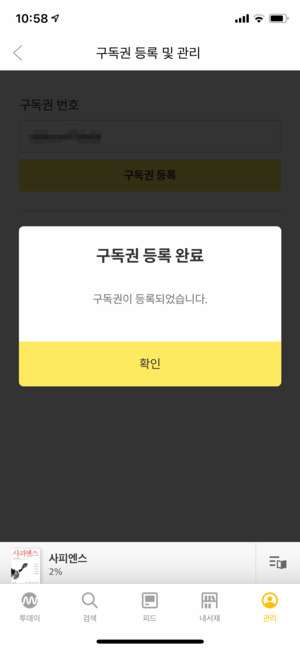 10:58
구독권 등록 및 관리
구독권 번호
구독권 등록
구독권 등록 완료
구독권이 등록되었습니다.
확인
사피엔스
사피엔스
2%
투데이
검색
피드
내서재
관리